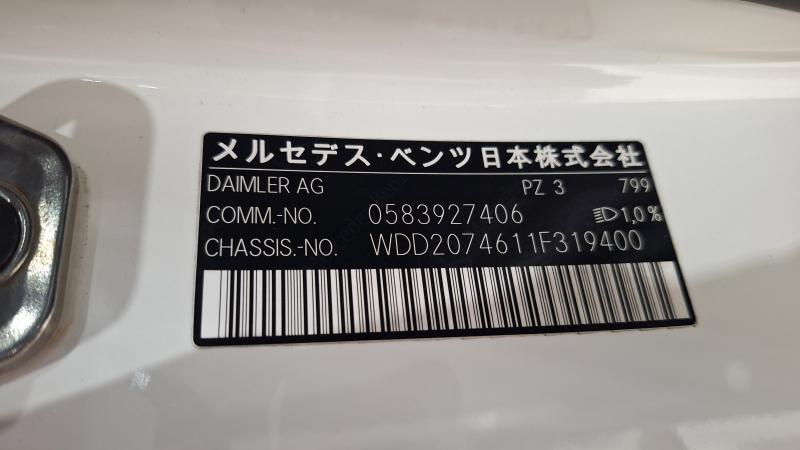 メルセデス・ベンツ日本株式会社
DAIMLER AG PZ 3 799
COMM.-NO. 0583927406 1,0%
CHASSIS.-NO. WDD2074611F319400